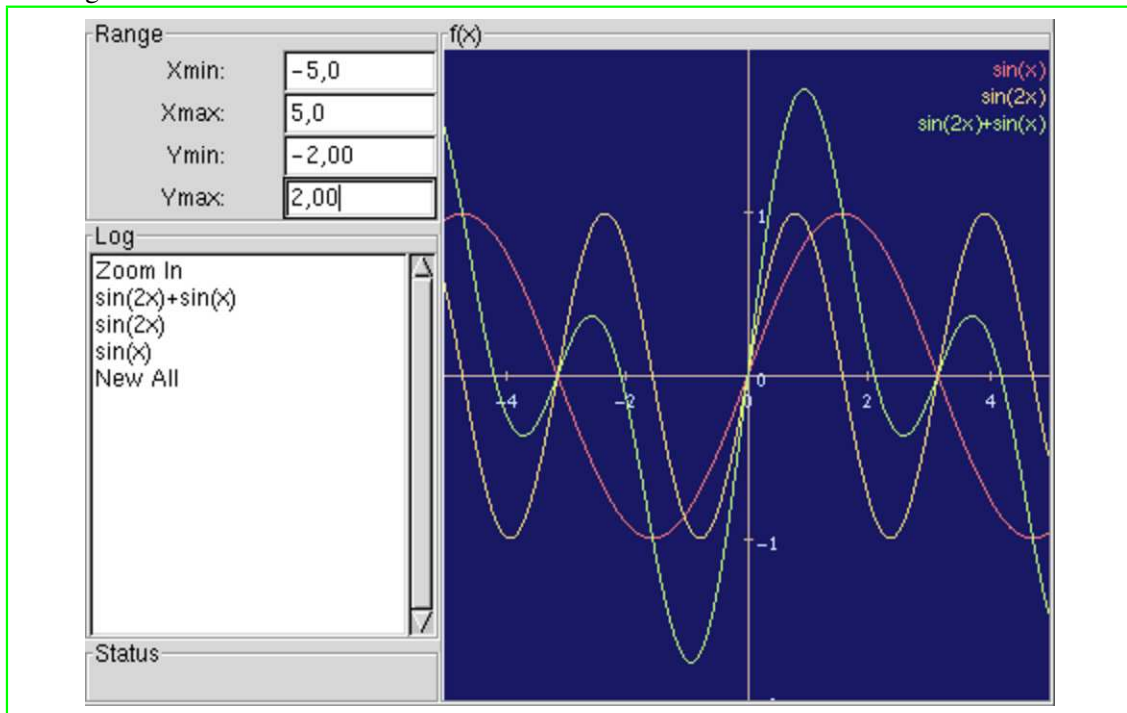 Range
Xmin: -5,0
Xmax: 5,0
Ymin: -2,00
Ymax: 2,00
Log
Zoom In
sin(2x)+sin(x)
sin(2x)
sin(x)
New All
Status
f(x)
sin(x)
sin(2x)
sin(2x)+sin(x)
1
0
-4 -2 0 2 4
-1